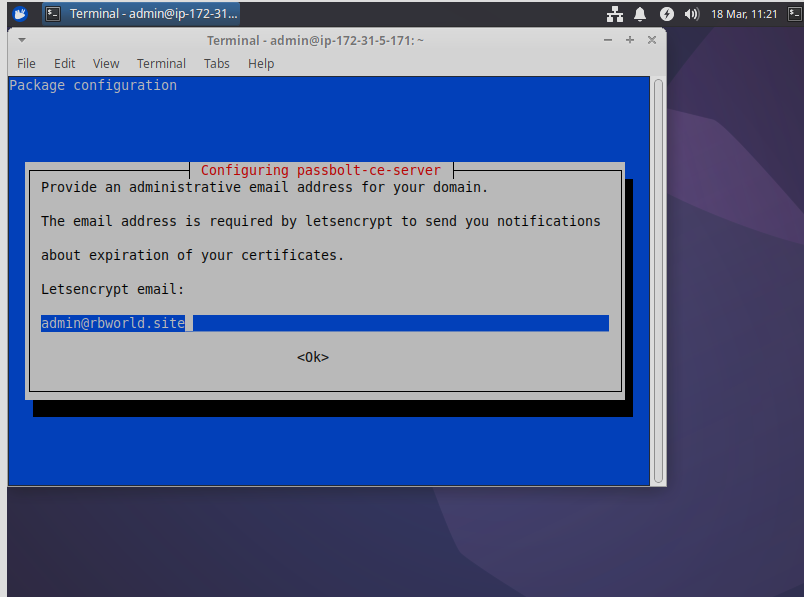 Terminal - admin@ip-172-31...
18 Mar, 11:21
Terminal - admin@ip-172-31-5-171: ~
File Edit View Terminal Tabs Help
Package configuration
Configuring passbolt-ce-server
Provide an administrative email address for your domain.
The email address is required by letsencrypt to send you notifications
about expiration of your certificates.
Letsencrypt email:
admin@rbworld.site
<Ok>